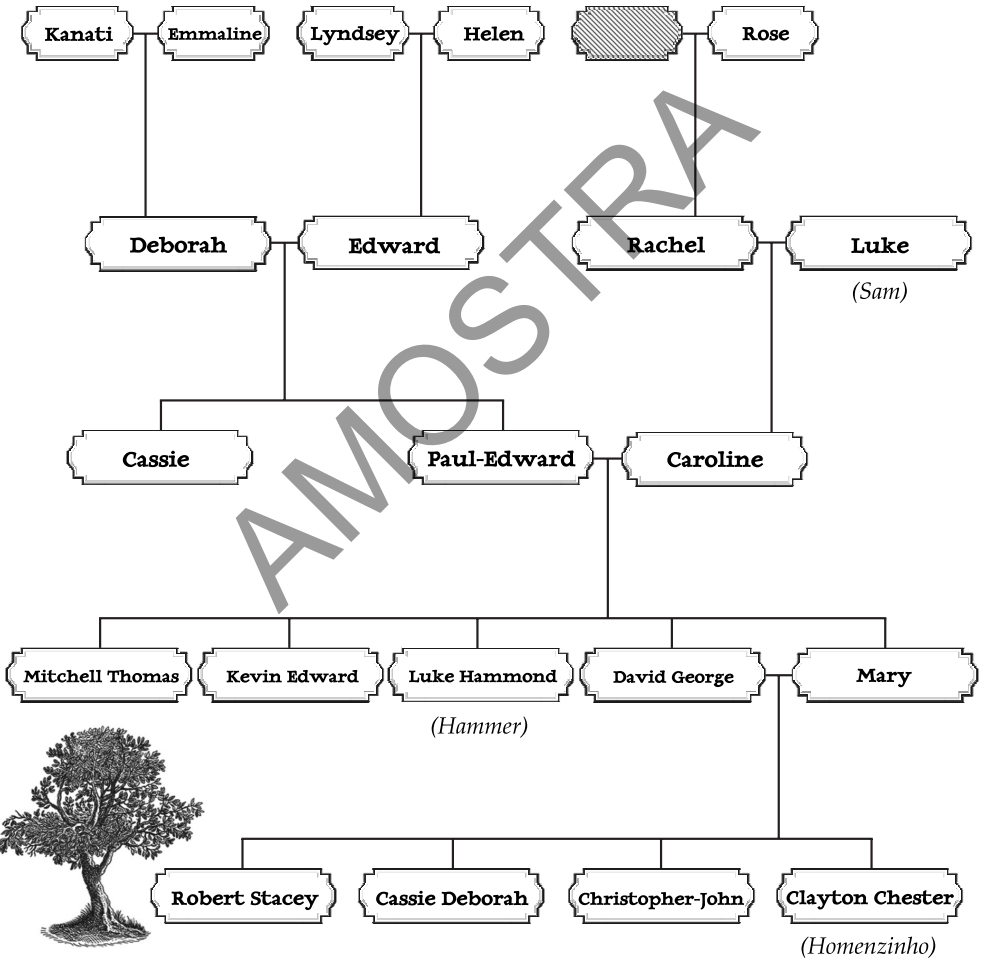 Kanati
Emmaline
Lyndsey
Helen
Rose
Deborah
Edward
Rachel
Luke
(Sam)
Cassie
Paul-Edward
Caroline
AMOSTRA
Mitchell Thomas
Kevin Edward
Luke Hammond
David George
Mary
(Hammer)
Robert Stacey
Cassie Deborah
Christopher-John
Clayton Chester
(Homenzinho)